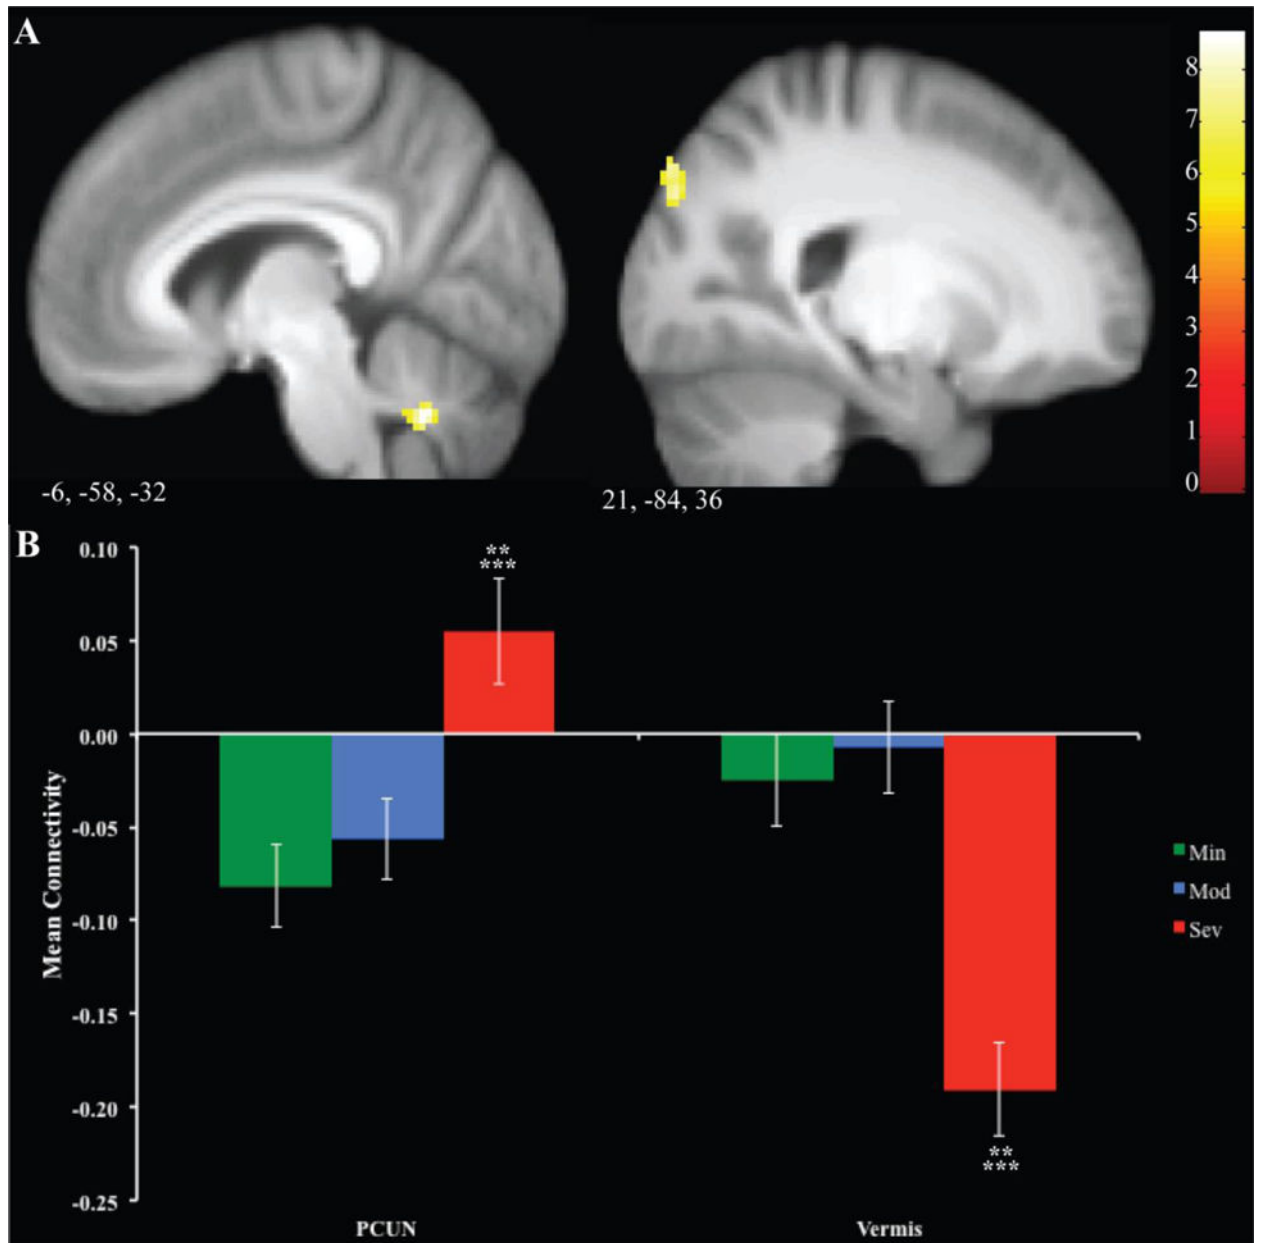 A
8
7
6
5
4
3
2
1
0
-6, -58, -32
21, -84, 36
B
0.10
0.05
0.00
-0.05
-0.10
-0.15
-0.20
-0.25
Mean Connectivity
**
***
**
***
Min
Mod
Sev
PCUN
Vermis